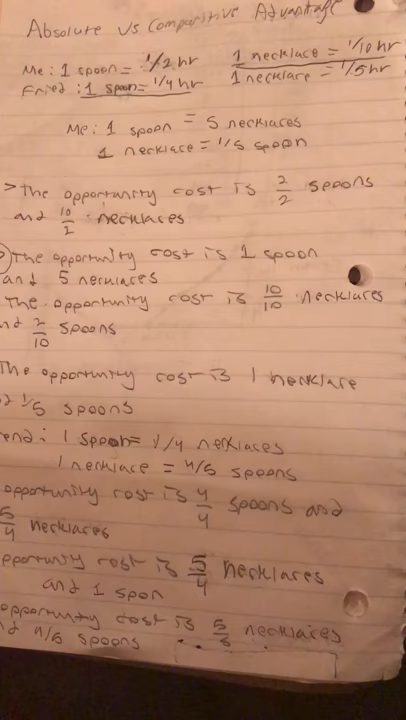 Absolute vs Comparitive Advantage
Me: 1 spoon = 1/2 hr 1 necklace = 1/10 hr
Fried: 1 spoon = 1/4 hr 1 necklace = 1/5 hr
Me: 1 spoon = 5 necklaces
1 necklace = 1/5 spoon
> The opportunity cost is 2/2 spoons
and 10/2 necklaces
The opportunity cost is 1 spoon
and 5 necklaces
The opportunity cost is 10/10 necklaces
nd 2/10 spoons
The opportunity cost is 1 necklace
1/5 spoons
end: 1 spoon = 1/4 necklaces
1 necklace = 4/5 spoons
opportunity cost is 4/4 spoons and
5/4 necklaces
pportunity cost is 5/4 necklaces
and 1 spon
opportunity cost is 5/5 necklaces
nd 4/5 spoons